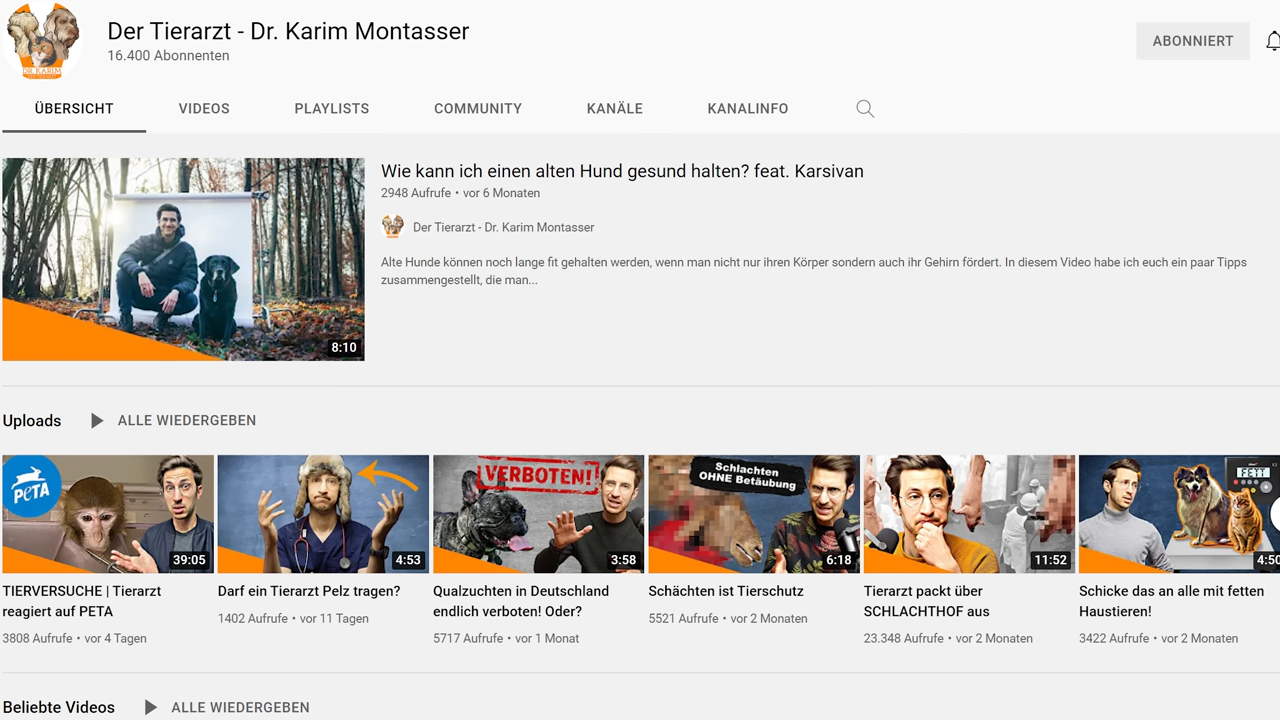 Der Tierarzt - Dr. Karim Montasser
16.400 Abonnenten
ABONNIERT
DR. KARIM
ÜBERSICHT
VIDEOS
PLAYLISTS
COMMUNITY
KANÄLE
KANALINFO
8:10
Wie kann ich einen alten Hund gesund halten? feat. Karsivan
2948 Aufrufe • vor 6 Monaten
Der Tierarzt - Dr. Karim Montasser
Alte Hunde können noch lange fit gehalten werden, wenn man nicht nur ihren Körper sondern auch ihr Gehirn fördert. In diesem Video habe ich euch ein paar Tipps
zusammengestellt, die man...
Uploads
ALLE WIEDERGEBEN
PeTA
39:05
TIERVERSUCHE | Tierarzt
reagiert auf PETA
3808 Aufrufe • vor 4 Tagen
4:53
Darf ein Tierarzt Pelz tragen?
1402 Aufrufe • vor 11 Tagen
VERBOTEN!
3:58
Qualzuchten in Deutschland
endlich verboten! Oder?
5717 Aufrufe • vor 1 Monat
Schlachten
OHNE Betäubung
6:18
Schächten ist Tierschutz
5521 Aufrufe • vor 2 Monaten
11:52
Tierarzt packt über
SCHLACHTHOF aus
23.348 Aufrufe • vor 2 Monaten
FETT
4:50
Schicke das an alle mit fetten
Haustieren!
3422 Aufrufe • vor 2 Monaten
Beliebte Videos
ALLE WIEDERGEBEN